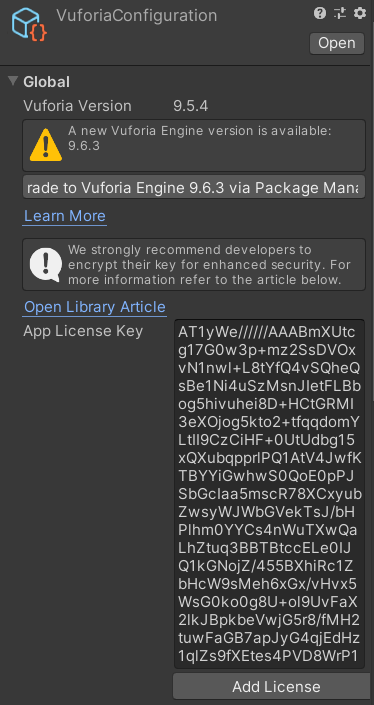 VuforiaConfiguration
Open
Global
Vuforia Version 9.5.4
A new Vuforia Engine version is available:
9.6.3
rade to Vuforia Engine 9.6.3 via Package Mana
Learn More
We strongly recommend developers to
encrypt their key for enhanced security. For
more information refer to the article below.
Open Library Article
App License Key
AT1yWe//////AAABmXUtc
g17G0w3p+mz2SsDVOx
vN1nwI+L8tYfQ4vSQheQ
sBe1Ni4uSzMsnJIetFLBb
og5hivuhei8D+HCtGRMI
3eXOjog5kto2+tfqqdomY
LtII9CzCiHF+0UtUdbg15
xQXubqpprlPQ1AtV4JwfK
TBYYiGwhwS0QoE0pPJ
SbGcIaa5mscR78XCxyub
ZwsyWJWbGVekTsJ/bH
Plhm0YYCs4nWuTXwQa
LhZtuq3BBTBtccELe0IJ
Q1kGNojZ/455BXhiRc1Z
bHcW9sMeh6xGx/vHvx5
WsG0ko0g8U+ol9UvFaX
2lkJBpkbeVwjG5r8/fMH2
tuwFaGB7apJyG4qjEdHz
1qlZs9fXEtes4PVD8WrP1
Add License